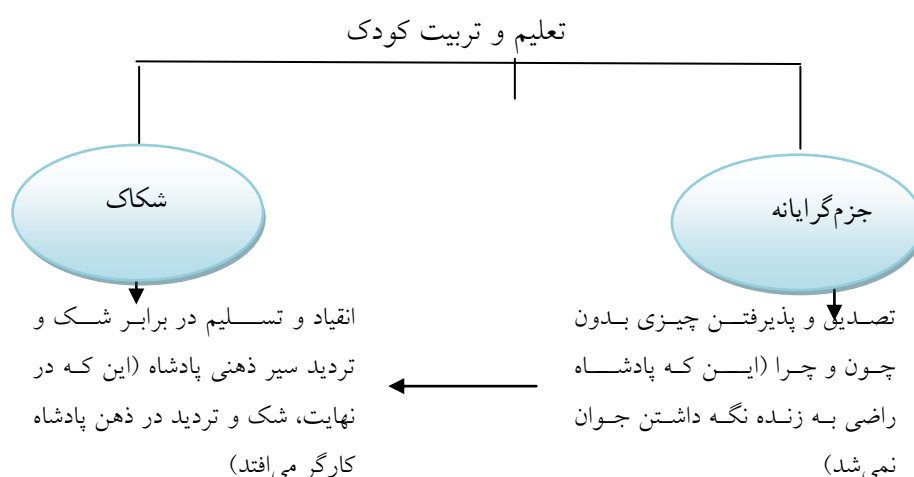 تعلیم و تربیت کودک
جزم‌گرایانه
تصدیق و پذیرفتن چیزی بدون
چون و چرا (این که پادشاه
راضی به زنده نگه داشتن جوان
نمی‌شد)
شکاک
انقیاد و تسلیم در برابر شک و
تردید سیر ذهنی پادشاه (این که در
نهایت، شک و تردید در ذهن پادشاه
کارگر می‌افتد)